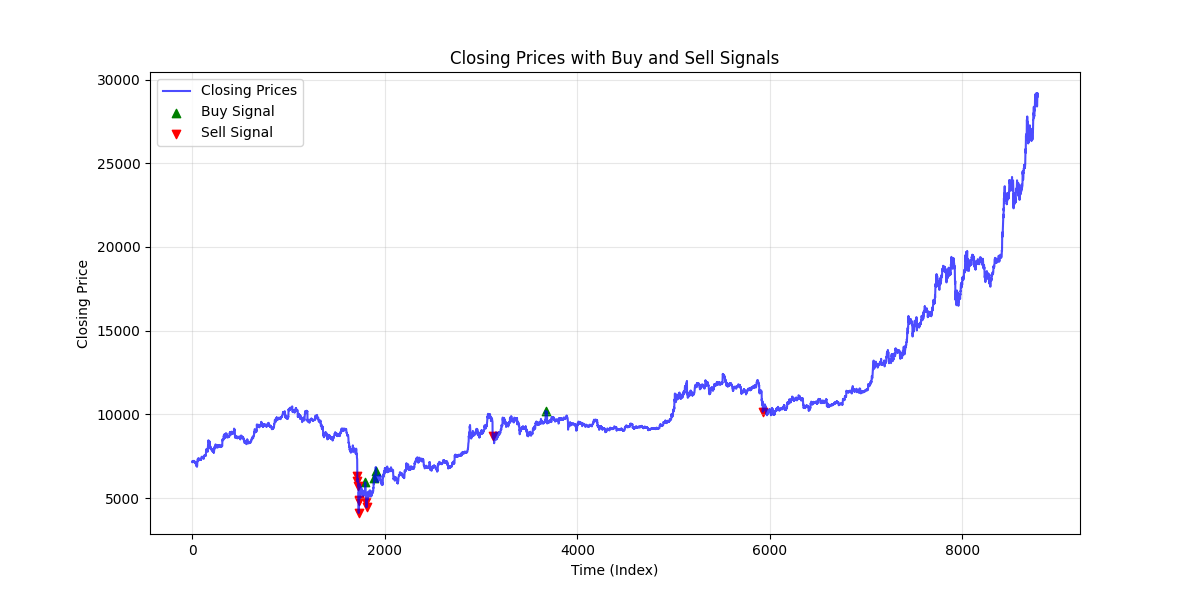 Closing Prices with Buy and Sell Signals
Closing Prices
Buy Signal
Sell Signal
30000
25000
20000
15000
10000
5000
Closing Price
0 2000 4000 6000 8000
Time (Index)